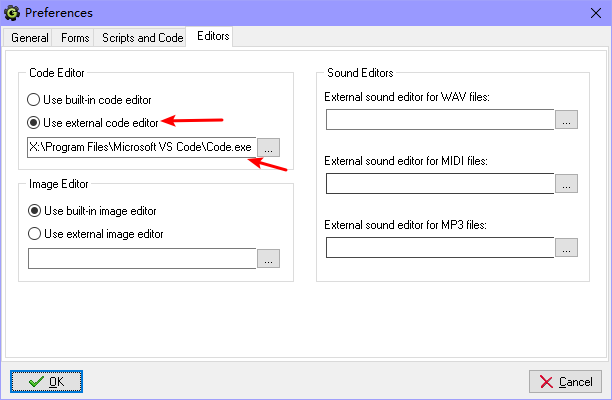 Preferences
General Forms Scripts and Code Editors
Code Editor
Use built-in code editor
Use external code editor
X:\Program Files\Microsoft VS Code\Code.exe ...
Image Editor
Use built-in image editor
Use external image editor
...
Sound Editors
External sound editor for WAV files:
...
External sound editor for MIDI files:
...
External sound editor for MP3 files:
...
OK Cancel